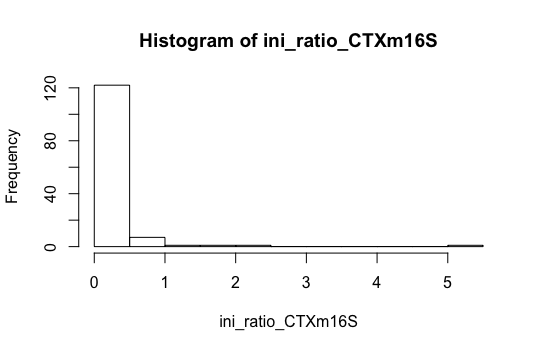 Histogram of ini_ratio_CTXm16S
Frequency
120
80
40
0
0 1 2 3 4 5
ini_ratio_CTXm16S